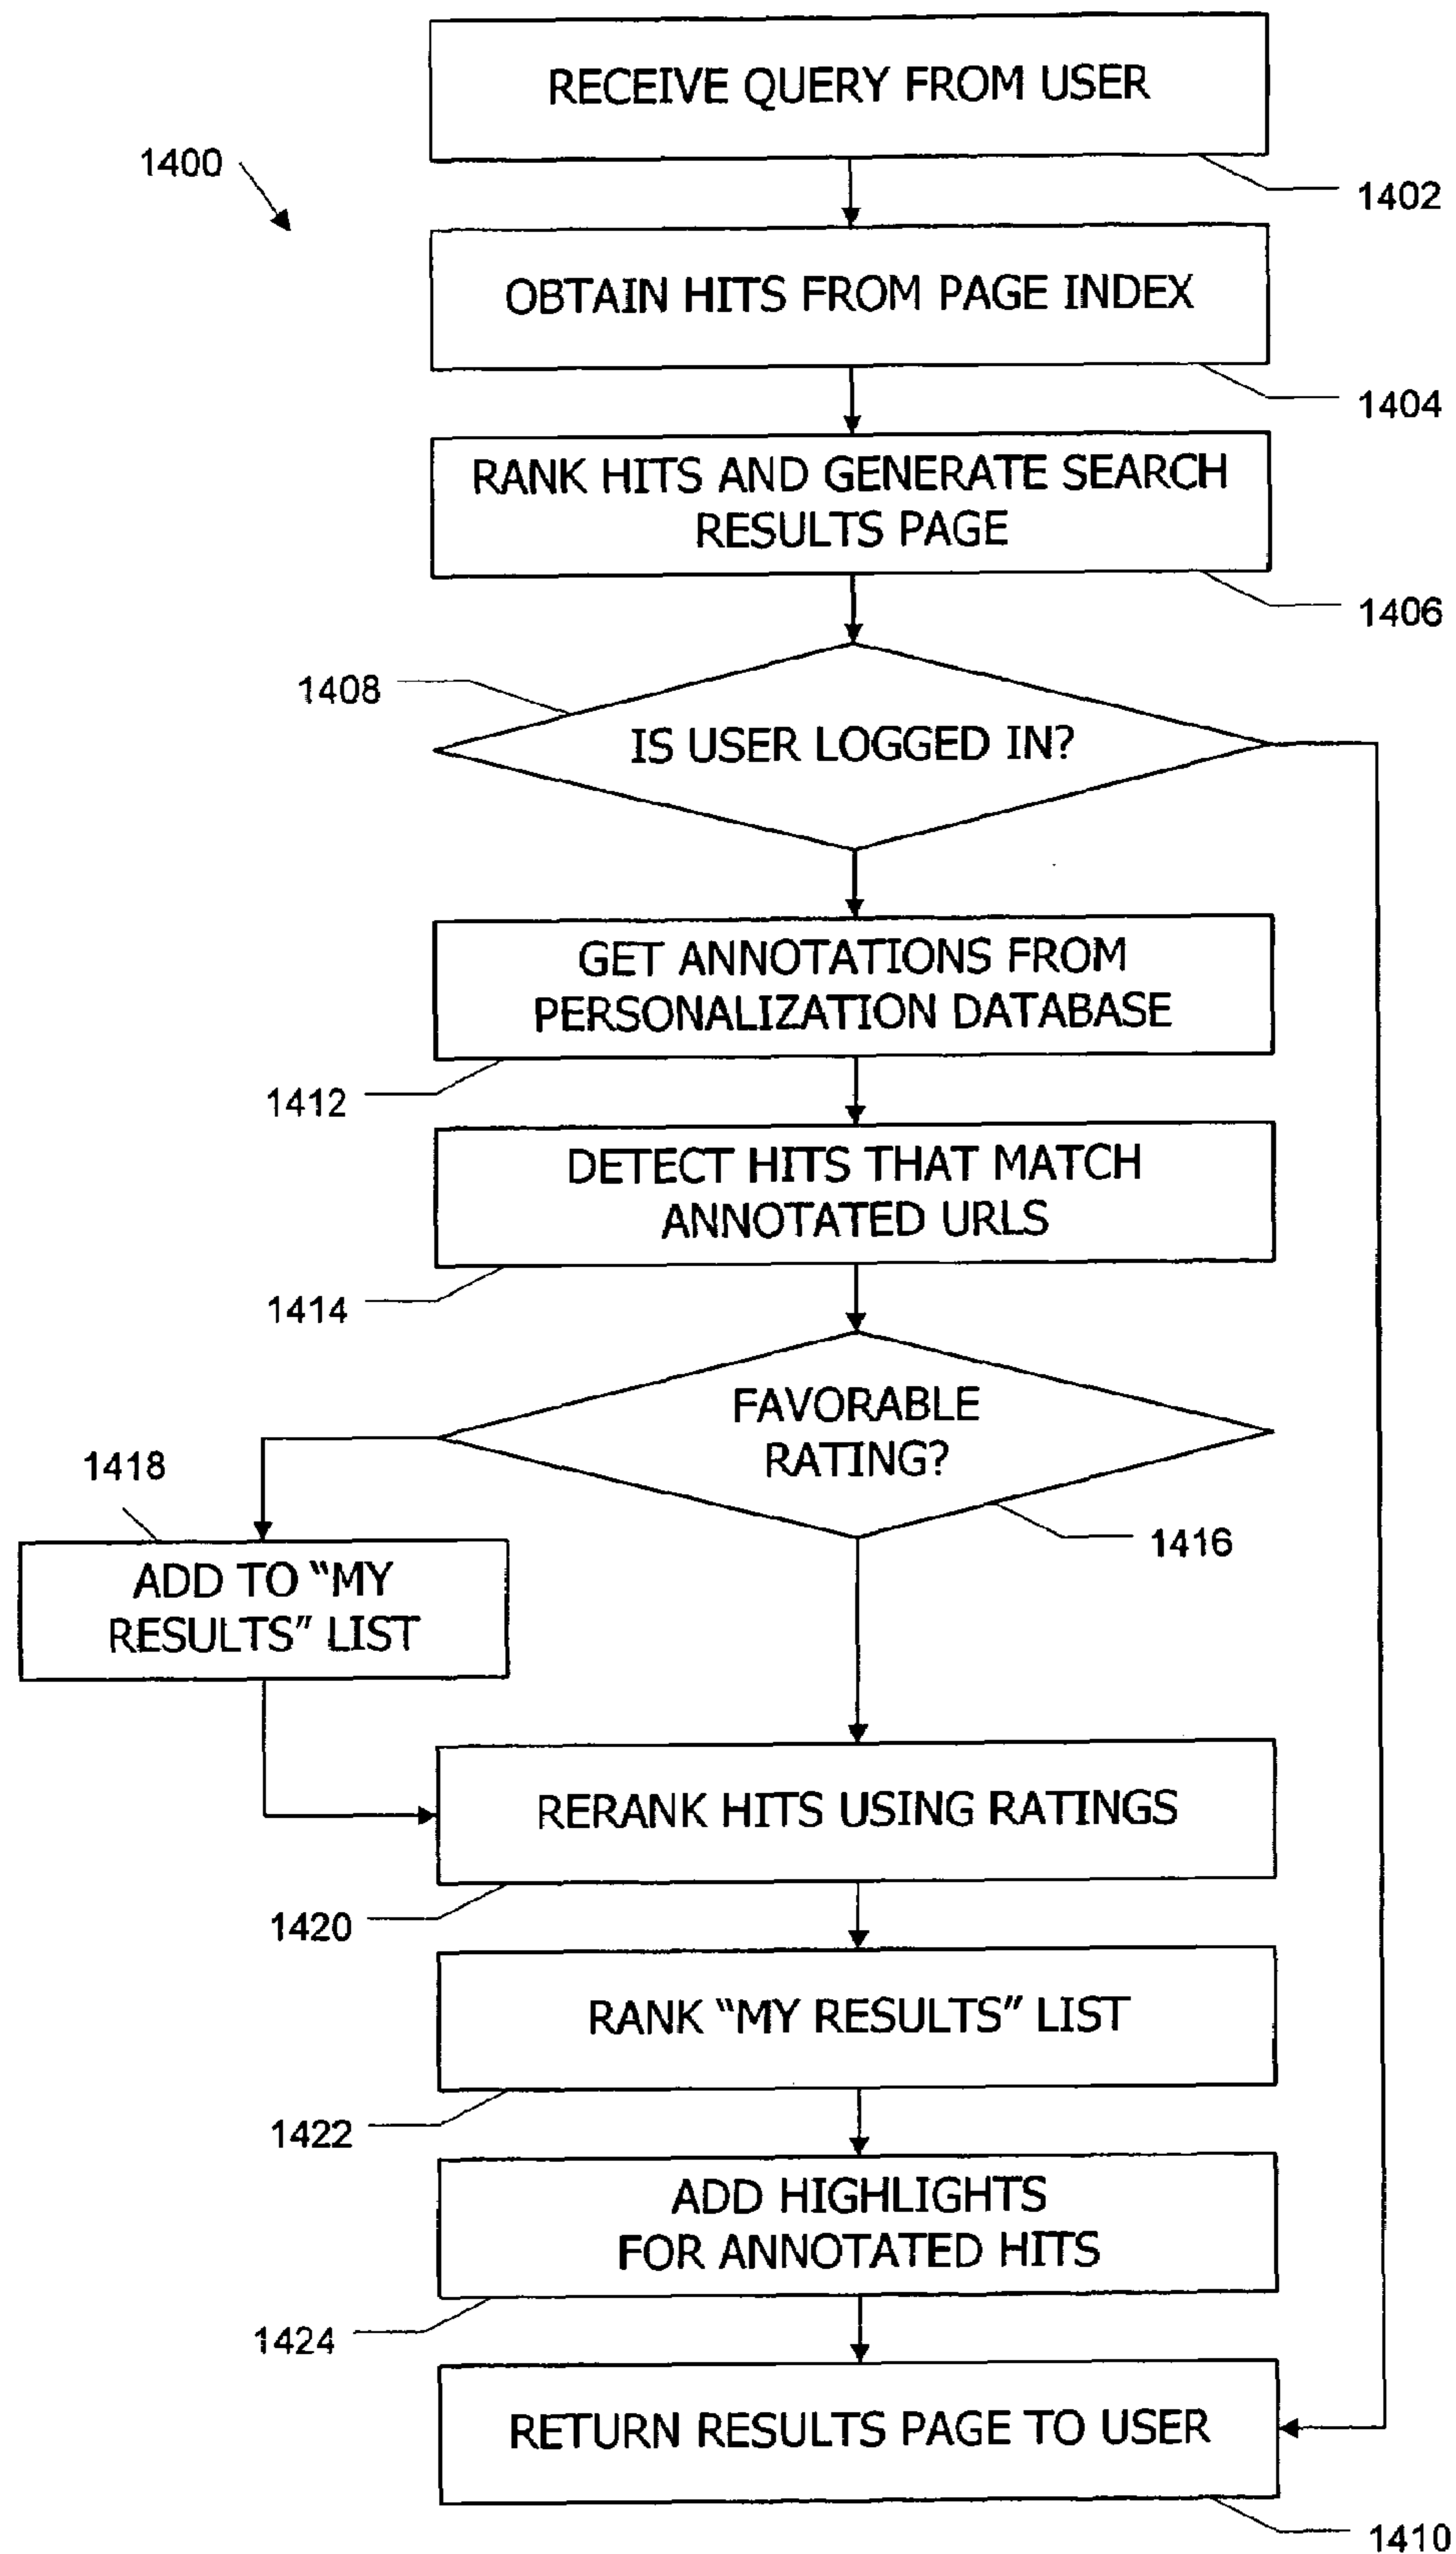 RECEIVE QUERY FROM USER
1400
1402
OBTAIN HITS FROM PAGE INDEX
1404
RANK HITS AND GENERATE SEARCH
RESULTS PAGE
1406
1408
IS USER LOGGED IN?
GET ANNOTATIONS FROM
PERSONALIZATION DATABASE
1412
DETECT HITS THAT MATCH
ANNOTATED URLS
1414
FAVORABLE
RATING?
1416
1418
ADD TO “MY
RESULTS” LIST
RERANK HITS USING RATINGS
1420
RANK “MY RESULTS” LIST
1422
ADD HIGHLIGHTS
FOR ANNOTATED HITS
1424
RETURN RESULTS PAGE TO USER
1410